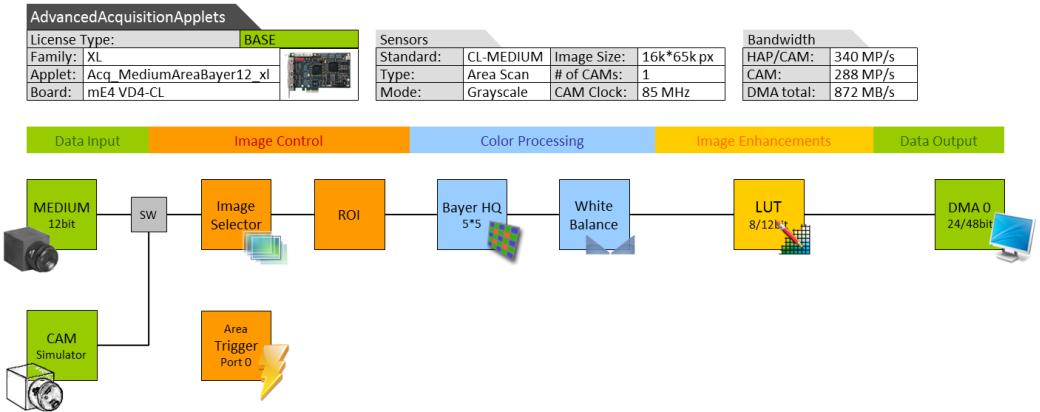 AdvancedAcquisitionApplets
License Type: BASE
Family: XL
Applet: Acq_MediumAreaBayer12_xl
Board: mE4 VD4-CL
Sensors
Standard: CL-MEDIUM Image Size: 16k*65k px
Type: Area Scan # of CAMs: 1
Mode: Grayscale CAM Clock: 85 MHz
Bandwidth
HAP/CAM: 340 MP/s
CAM: 288 MP/s
DMA total: 872 MB/s
Data Input Image Control Color Processing Image Enhancements Data Output
MEDIUM
12bit
SW
Image
Selector
ROI
Bayer HQ
5*5
White
Balance
LUT
8/12bit
DMA 0
24/48bit
CAM
Simulator
Area
Trigger
Port 0